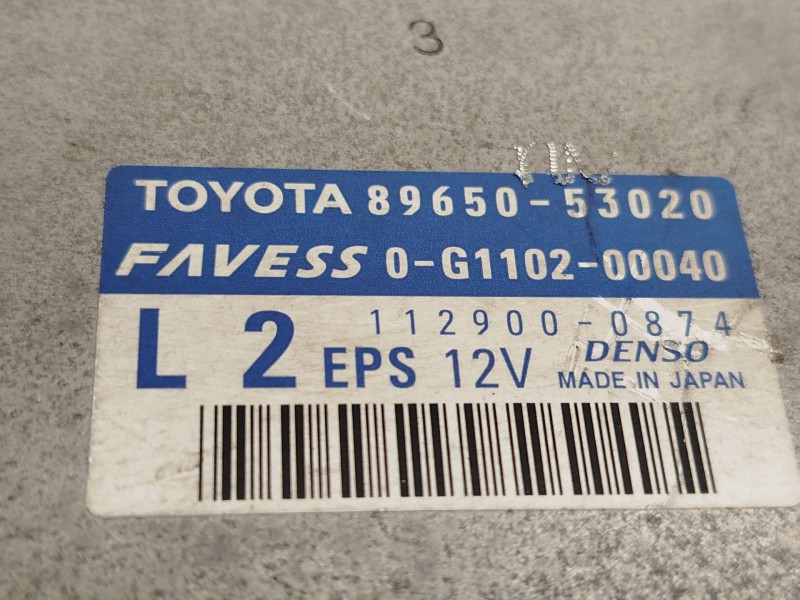 3
TOYOTA 89650-53020
FAVESS 0-G1102-00040
112900-0874
L 2 EPS 12V DENSO
MADE IN JAPAN